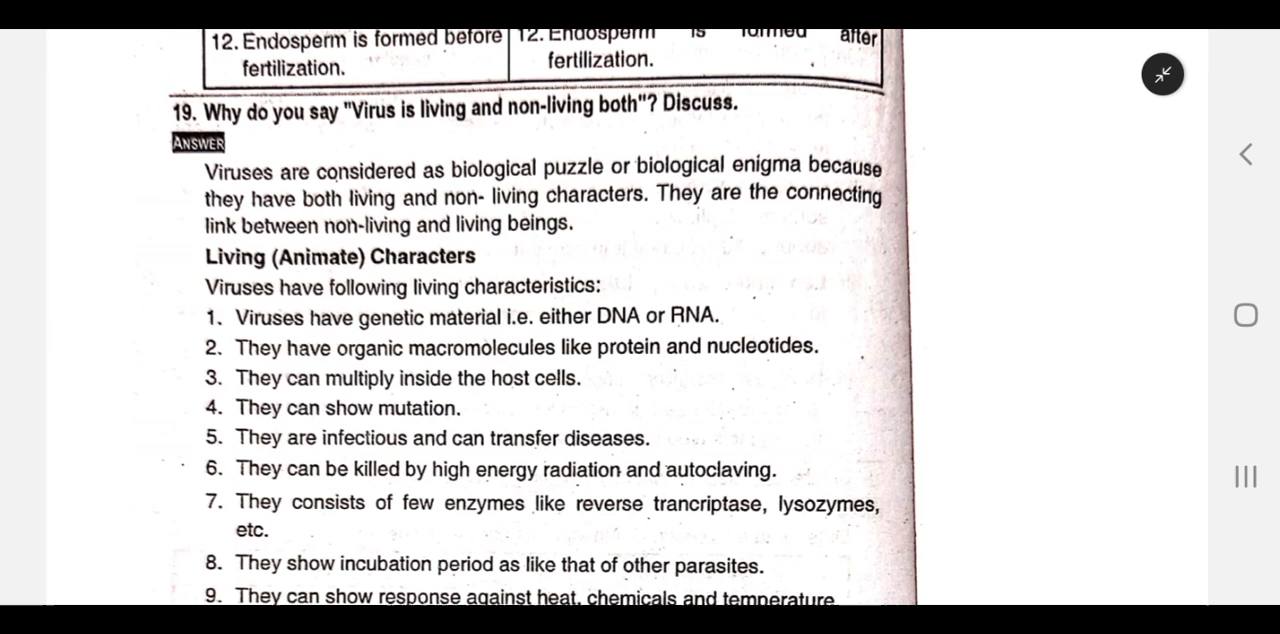 12. Endosperm is formed before
fertilization.
12. Endosperm is formed after
fertilization.
19. Why do you say "Virus is living and non-living both"? Discuss.
ANSWER
Viruses are considered as biological puzzle or biological enigma because
they have both living and non- living characters. They are the connecting
link between non-living and living beings.
Living (Animate) Characters
Viruses have following living characteristics:
1. Viruses have genetic material i.e. either DNA or RNA.
2. They have organic macromolecules like protein and nucleotides.
3. They can multiply inside the host cells.
4. They can show mutation.
5. They are infectious and can transfer diseases.
6. They can be killed by high energy radiation and autoclaving.
7. They consists of few enzymes like reverse trancriptase, lysozymes,
etc.
8. They show incubation period as like that of other parasites.
9. They can show response against heat, chemicals and temperature